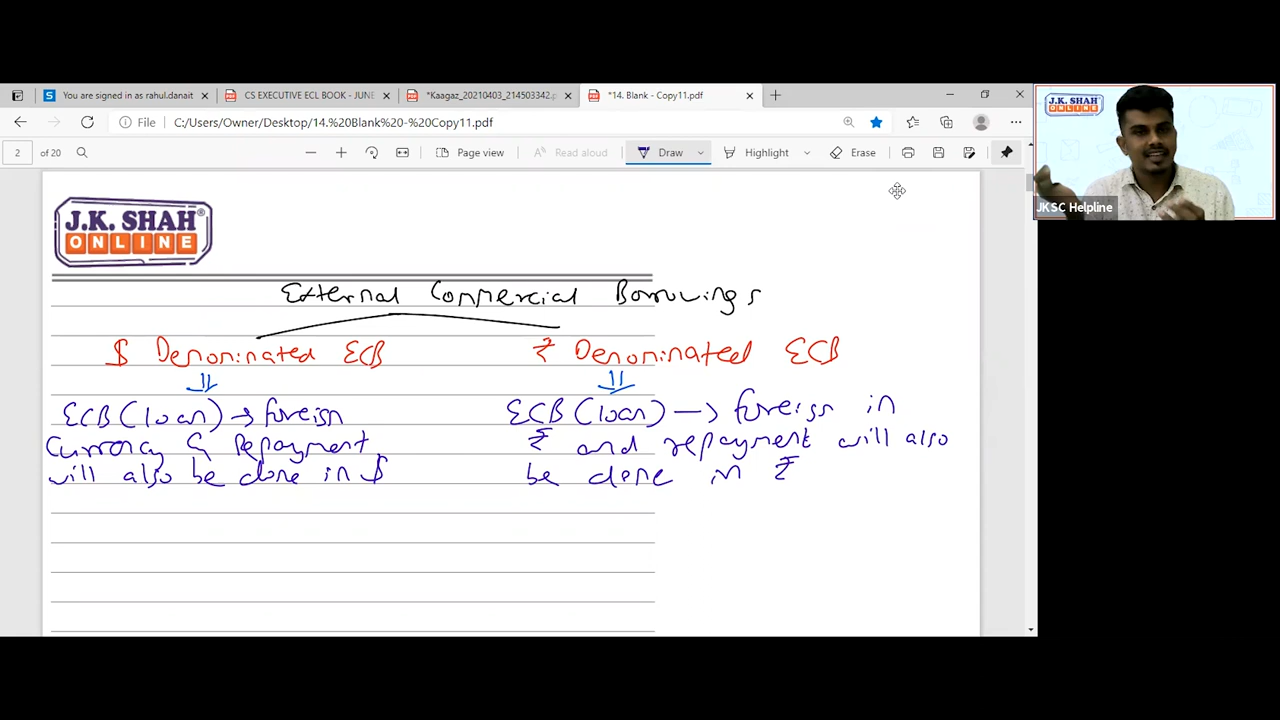 You are signed in as rahul.danait
CS EXECUTIVE ECL BOOK - JUNE
*Kaagaz_20210403_214503342.p
*14. Blank - Copy11.pdf
File C:/Users/Owner/Desktop/14.%20Blank%20-%20Copy11.pdf
2 of 20 Page view Read aloud Draw Highlight Erase
J.K. SHAH
J.K. SHAH®
ONLINE
JKSC Helpline
External Commercial Borrowings
$ Denominated ECB
₹ Denominated ECB
ECB (loan) → foreign
Currency & Repayment
will also be done in $
ECB (loan) → foreign in
₹ and repayment will also
be done in ₹